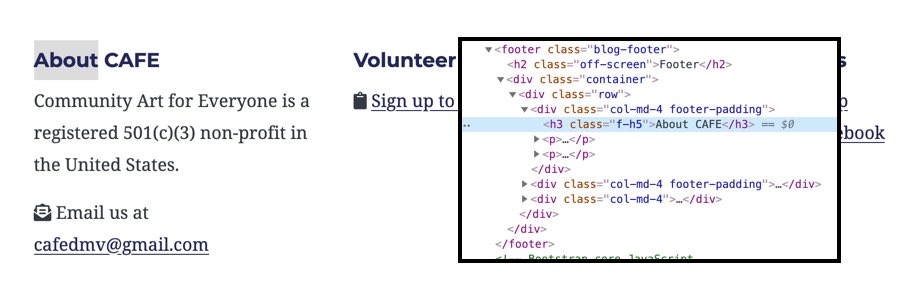 About CAFE
Community Art for Everyone is a
registered 501(c)(3) non-profit in
the United States.
Email us at
cafedmv@gmail.com
Volunteer
Sign up to
<footer class="blog-footer">
<h2 class="off-screen">Footer</h2>
<div class="container">
<div class="row">
<div class="col-md-4 footer-padding">
<h3 class="f-h5">About CAFE</h3> == $0
<p>…</p>
<p>…</p>
</div>
<div class="col-md-4 footer-padding">…</div>
<div class="col-md-4">…</div>
</div>
</div>
</footer>
<!-- Bootstrap core JavaScript